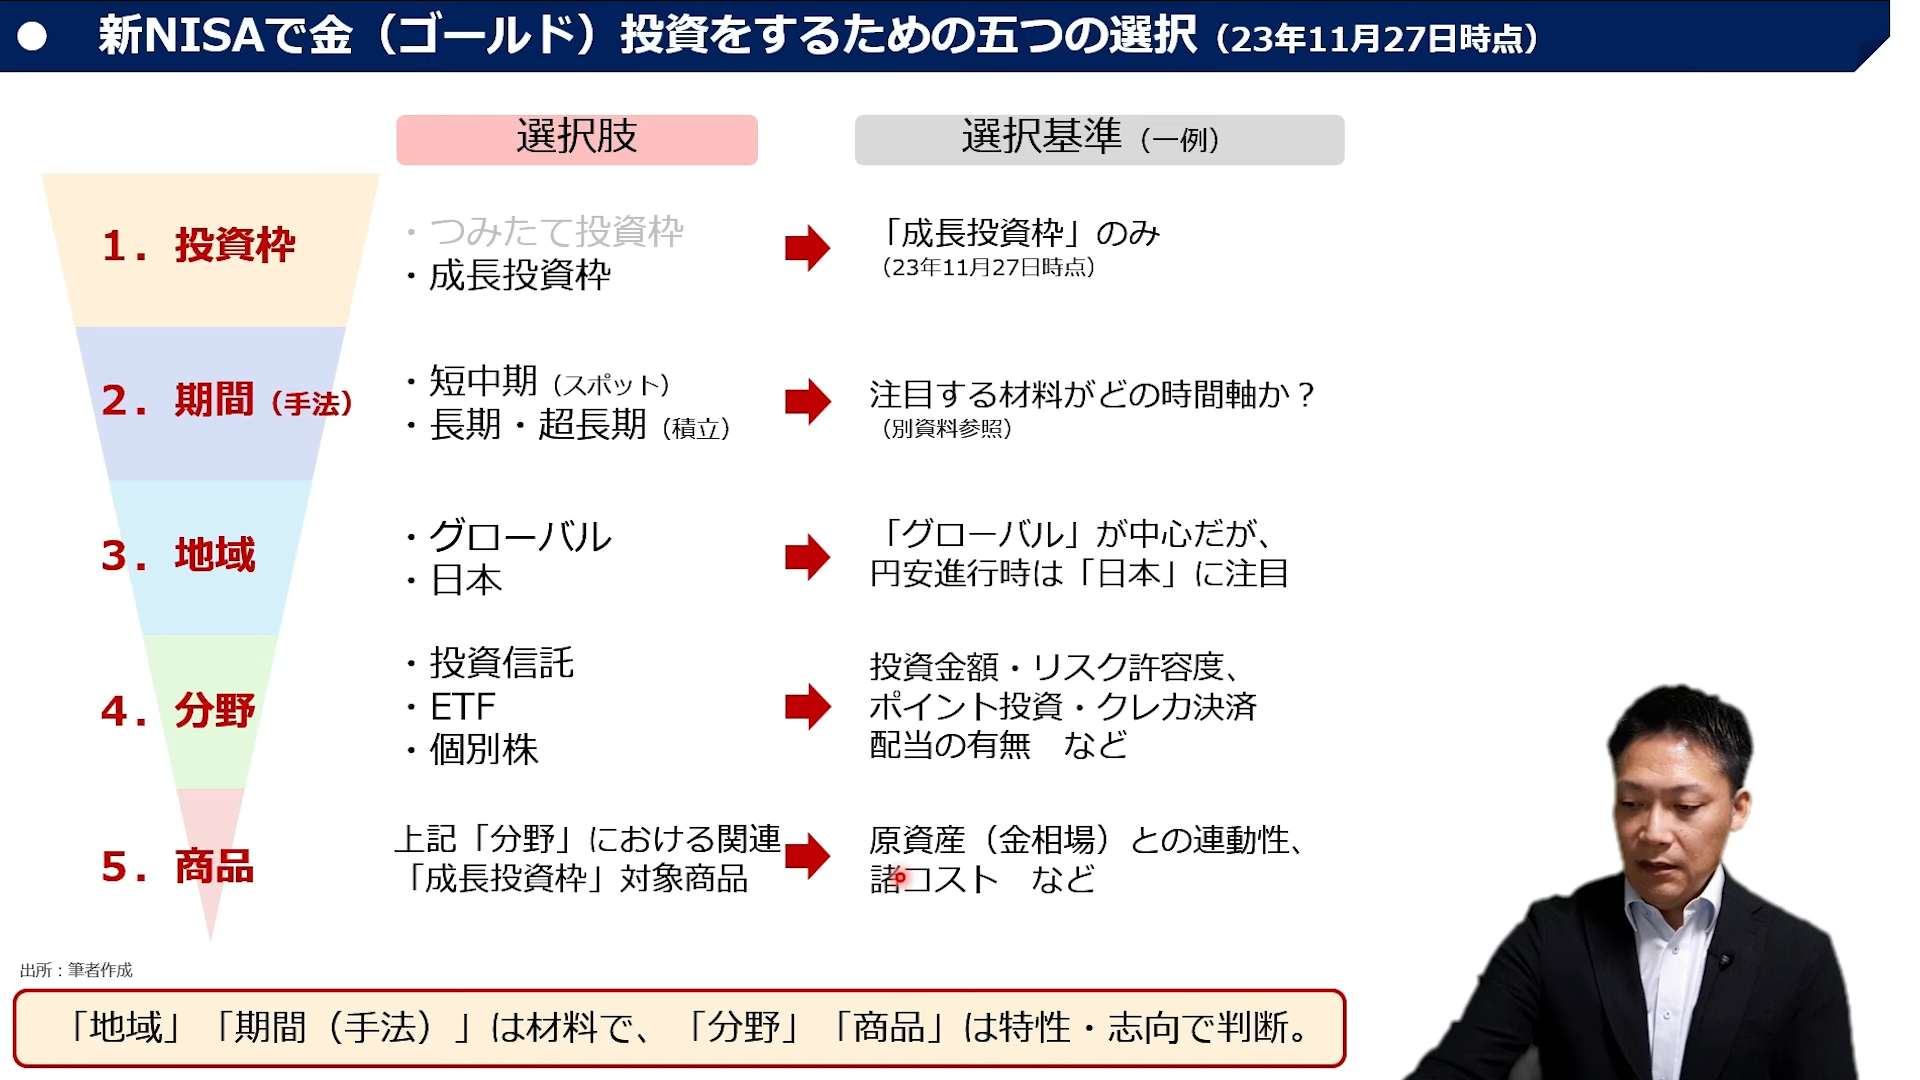 ● 新NISAで金（ゴールド）投資をするための五つの選択（23年11月27日時点）
選択肢
選択基準（一例）
１．投資枠
・つみたて投資枠
・成長投資枠
「成長投資枠」のみ
（23年11月27日時点）
２．期間（手法）
・短中期（スポット）
・長期・超長期（積立）
注目する材料がどの時間軸か？
（別資料参照）
３．地域
・グローバル
・日本
「グローバル」が中心だが、
円安進行時は「日本」に注目
４．分野
・投資信託
・ETF
・個別株
投資金額・リスク許容度、
ポイント投資・クレカ決済
配当の有無　など
５．商品
上記「分野」における関連
「成長投資枠」対象商品
原資産（金相場）との連動性、
諸コスト　など
出所：筆者作成
「地域」「期間（手法）」は材料で、「分野」「商品」は特性・志向で判断。